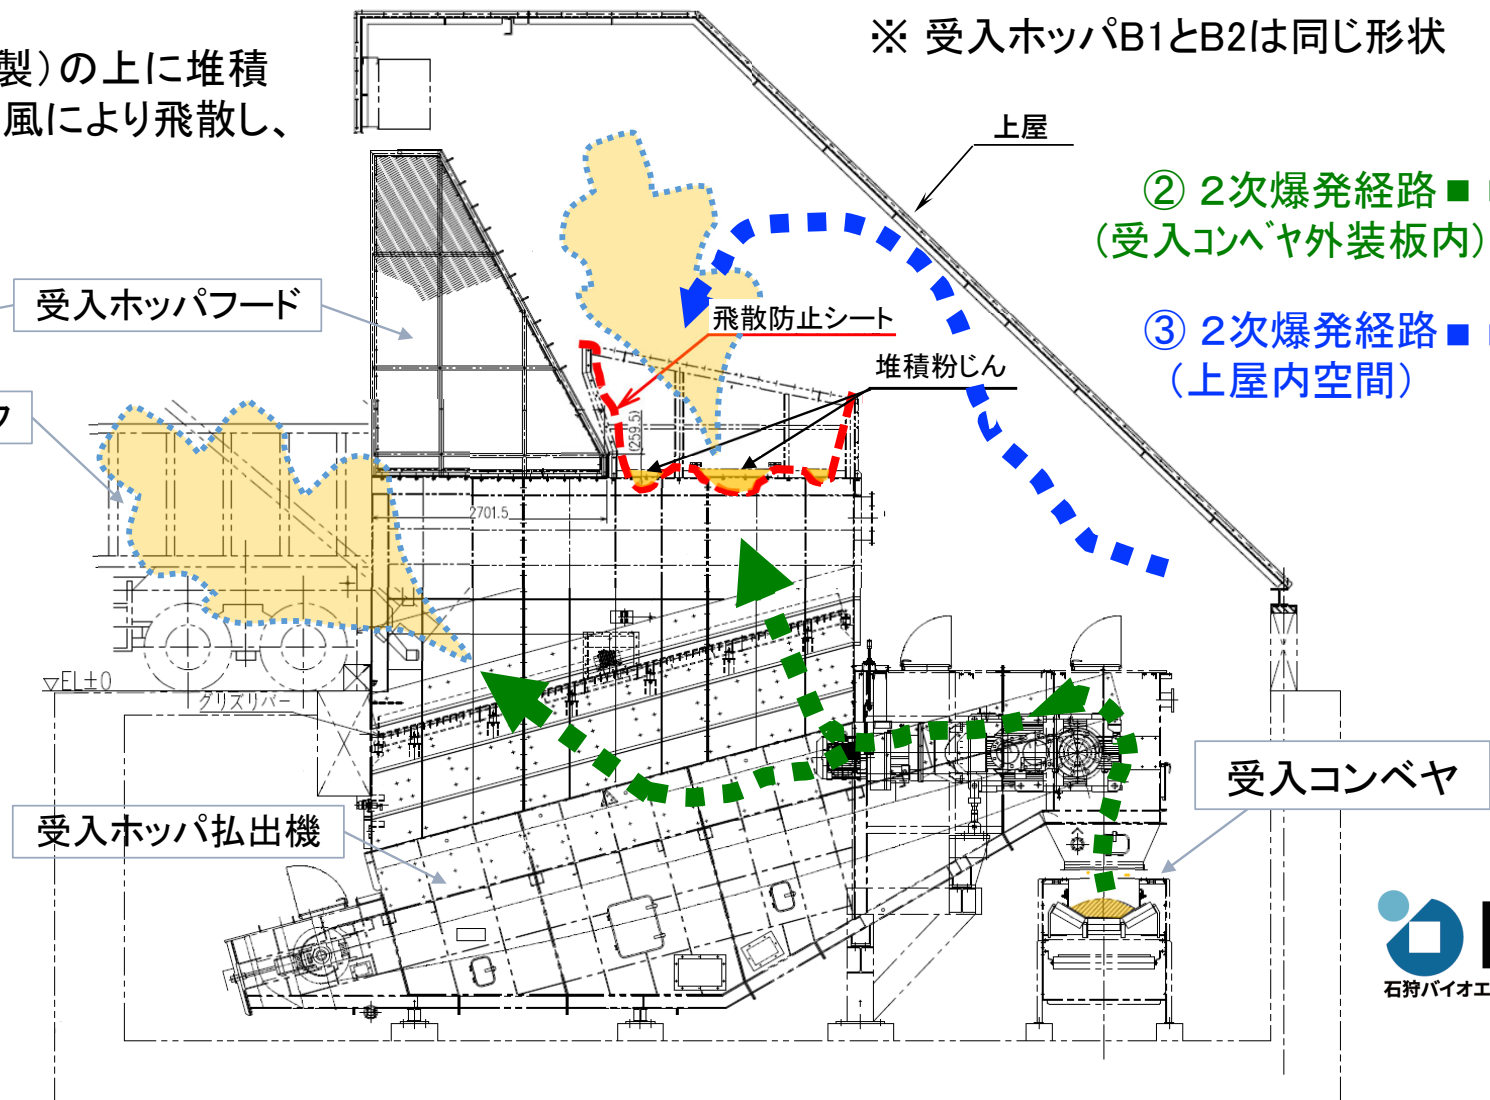 ※ 受入ホッパB1とB2は同じ形状
製）の上に堆積
風により飛散し、
上屋
② ２次爆発経路
（受入ｺﾝﾍﾞﾔ外装板内）
受入ホッパフード
飛散防止シート
③ ２次爆発経路
（上屋内空間）
堆積粉じん
ク
(259.5)
2701.5
▽EL±0
グリズリバー
受入コンベヤ
受入ホッパ払出機
石狩バイオエ